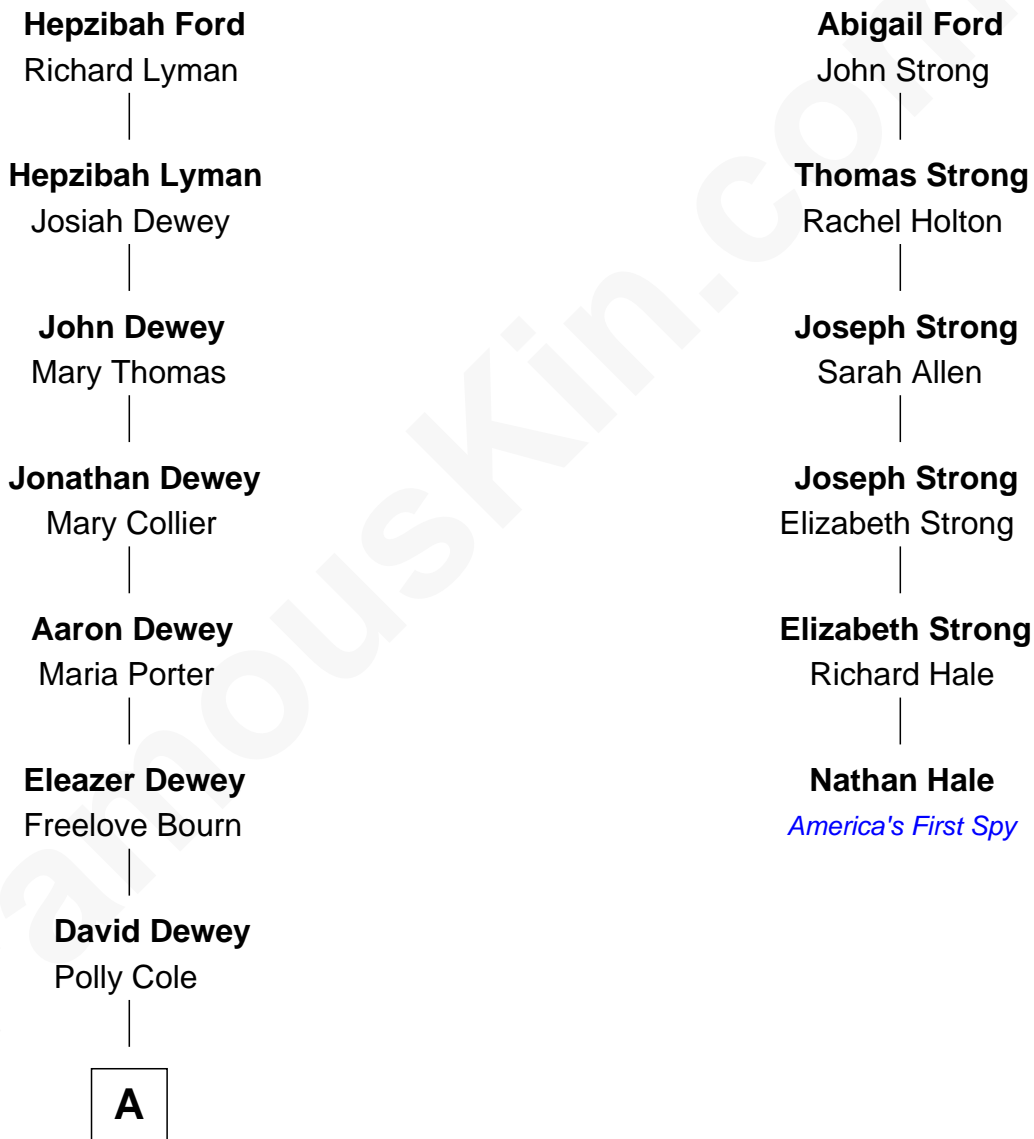 Hepzibah Ford
Richard Lyman
Hepzibah Lyman
Josiah Dewey
John Dewey
Mary Thomas
Jonathan Dewey
Mary Collier
Aaron Dewey
Maria Porter
Eleazer Dewey
Freelove Bourn
David Dewey
Polly Cole
A
Abigail Ford
John Strong
Thomas Strong
Rachel Holton
Joseph Strong
Sarah Allen
Joseph Strong
Elizabeth Strong
Elizabeth Strong
Richard Hale
Nathan Hale
America's First Spy
amouskin.com